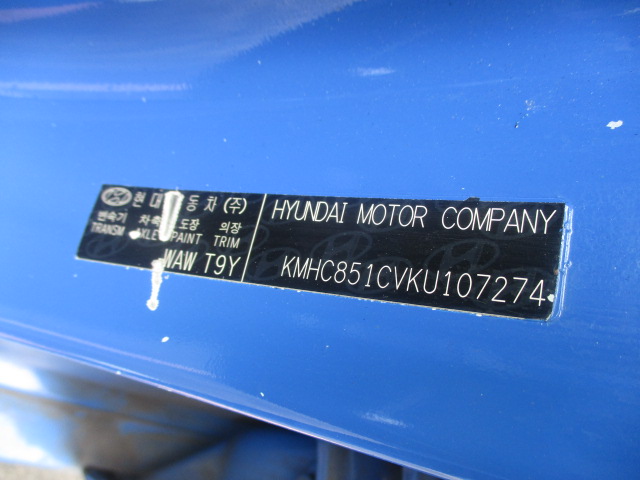 현대 동차 (주)
변속기 차축 도장 의장
TRANSM AXLE PAINT TRIM
WAW T9Y
HYUNDAI MOTOR COMPANY
KMHC851CVKU107274